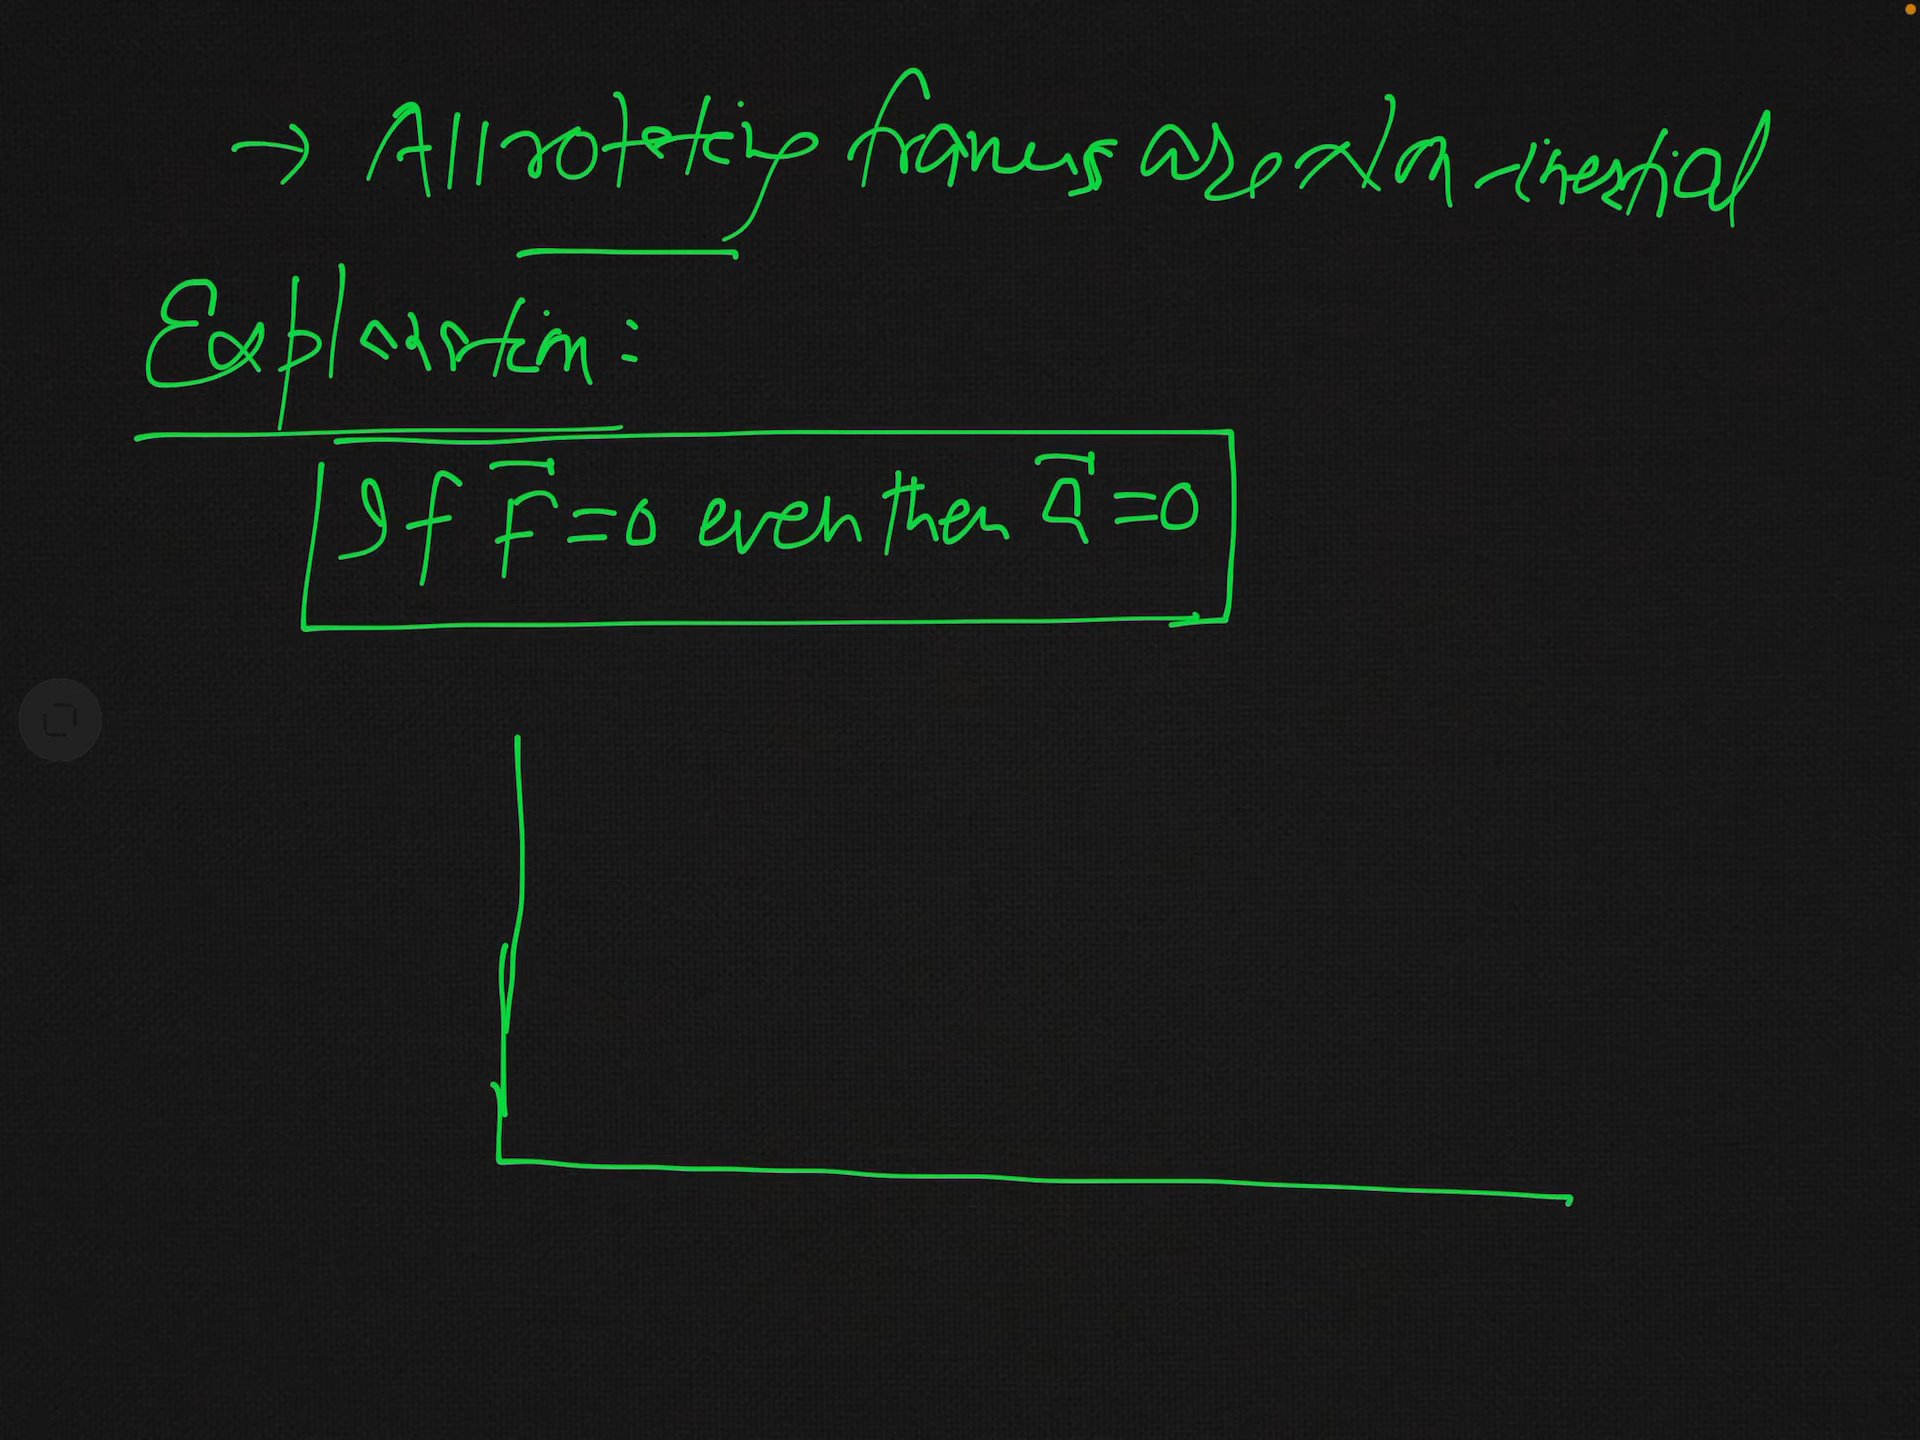 → All rotating frames are Non-inertial
Explanation:
If F⃗=0 even then a⃗=0